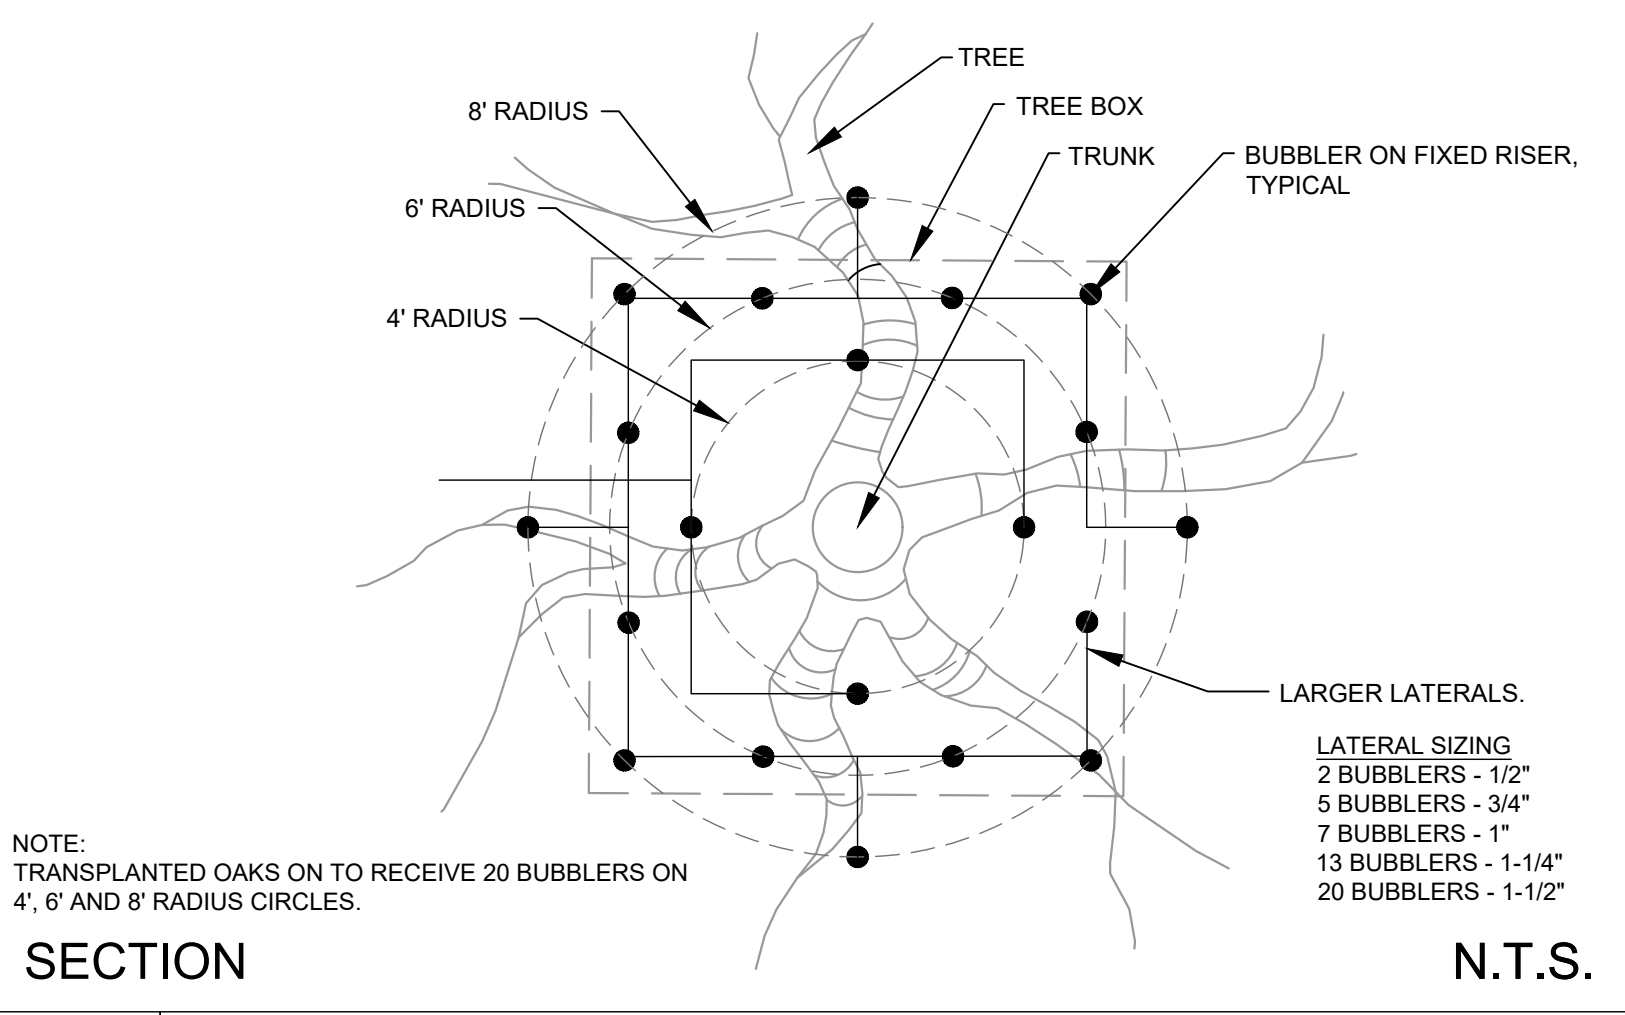 TREE
TREE BOX
8' RADIUS
TRUNK
BUBBLER ON FIXED RISER,
TYPICAL
6' RADIUS
4' RADIUS
LARGER LATERALS.
LATERAL SIZING
2 BUBBLERS - 1/2"
5 BUBBLERS - 3/4"
7 BUBBLERS - 1"
13 BUBBLERS - 1-1/4"
20 BUBBLERS - 1-1/2"
NOTE:
TRANSPLANTED OAKS ON TO RECEIVE 20 BUBBLERS ON
4', 6' AND 8' RADIUS CIRCLES.
SECTION
N.T.S.